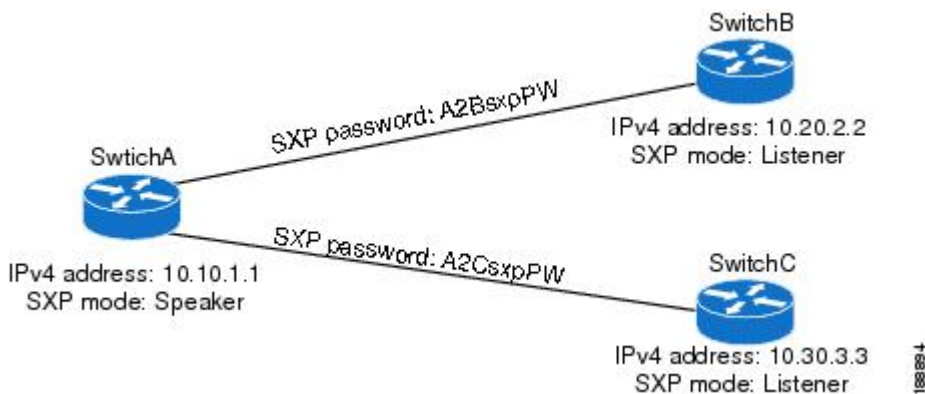 SwitchB
SXP password: A2BsxpPW
IPv4 address: 10.20.2.2
SXP mode: Listener
SwtichA
IPv4 address: 10.10.1.1
SXP mode: Speaker
SXP password: A2CsxpPW
SwitchC
IPv4 address: 10.30.3.3
SXP mode: Listener
188894